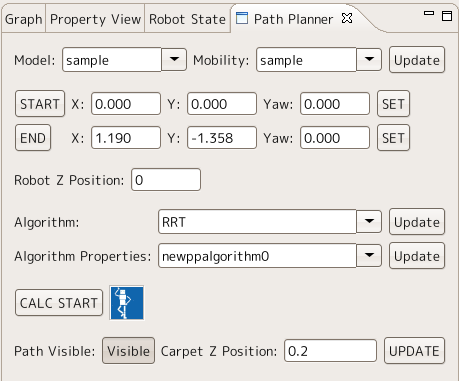 Graph Property View Robot State Path Planner
Model: sample Mobility: sample Update
START X: 0.000 Y: 0.000 Yaw: 0.000 SET
END X: 1.190 Y: -1.358 Yaw: 0.000 SET
Robot Z Position: 0
Algorithm: RRT Update
Algorithm Properties: newppalgorithm0 Update
CALC START
Path Visible: Visible Carpet Z Position: 0.2 UPDATE